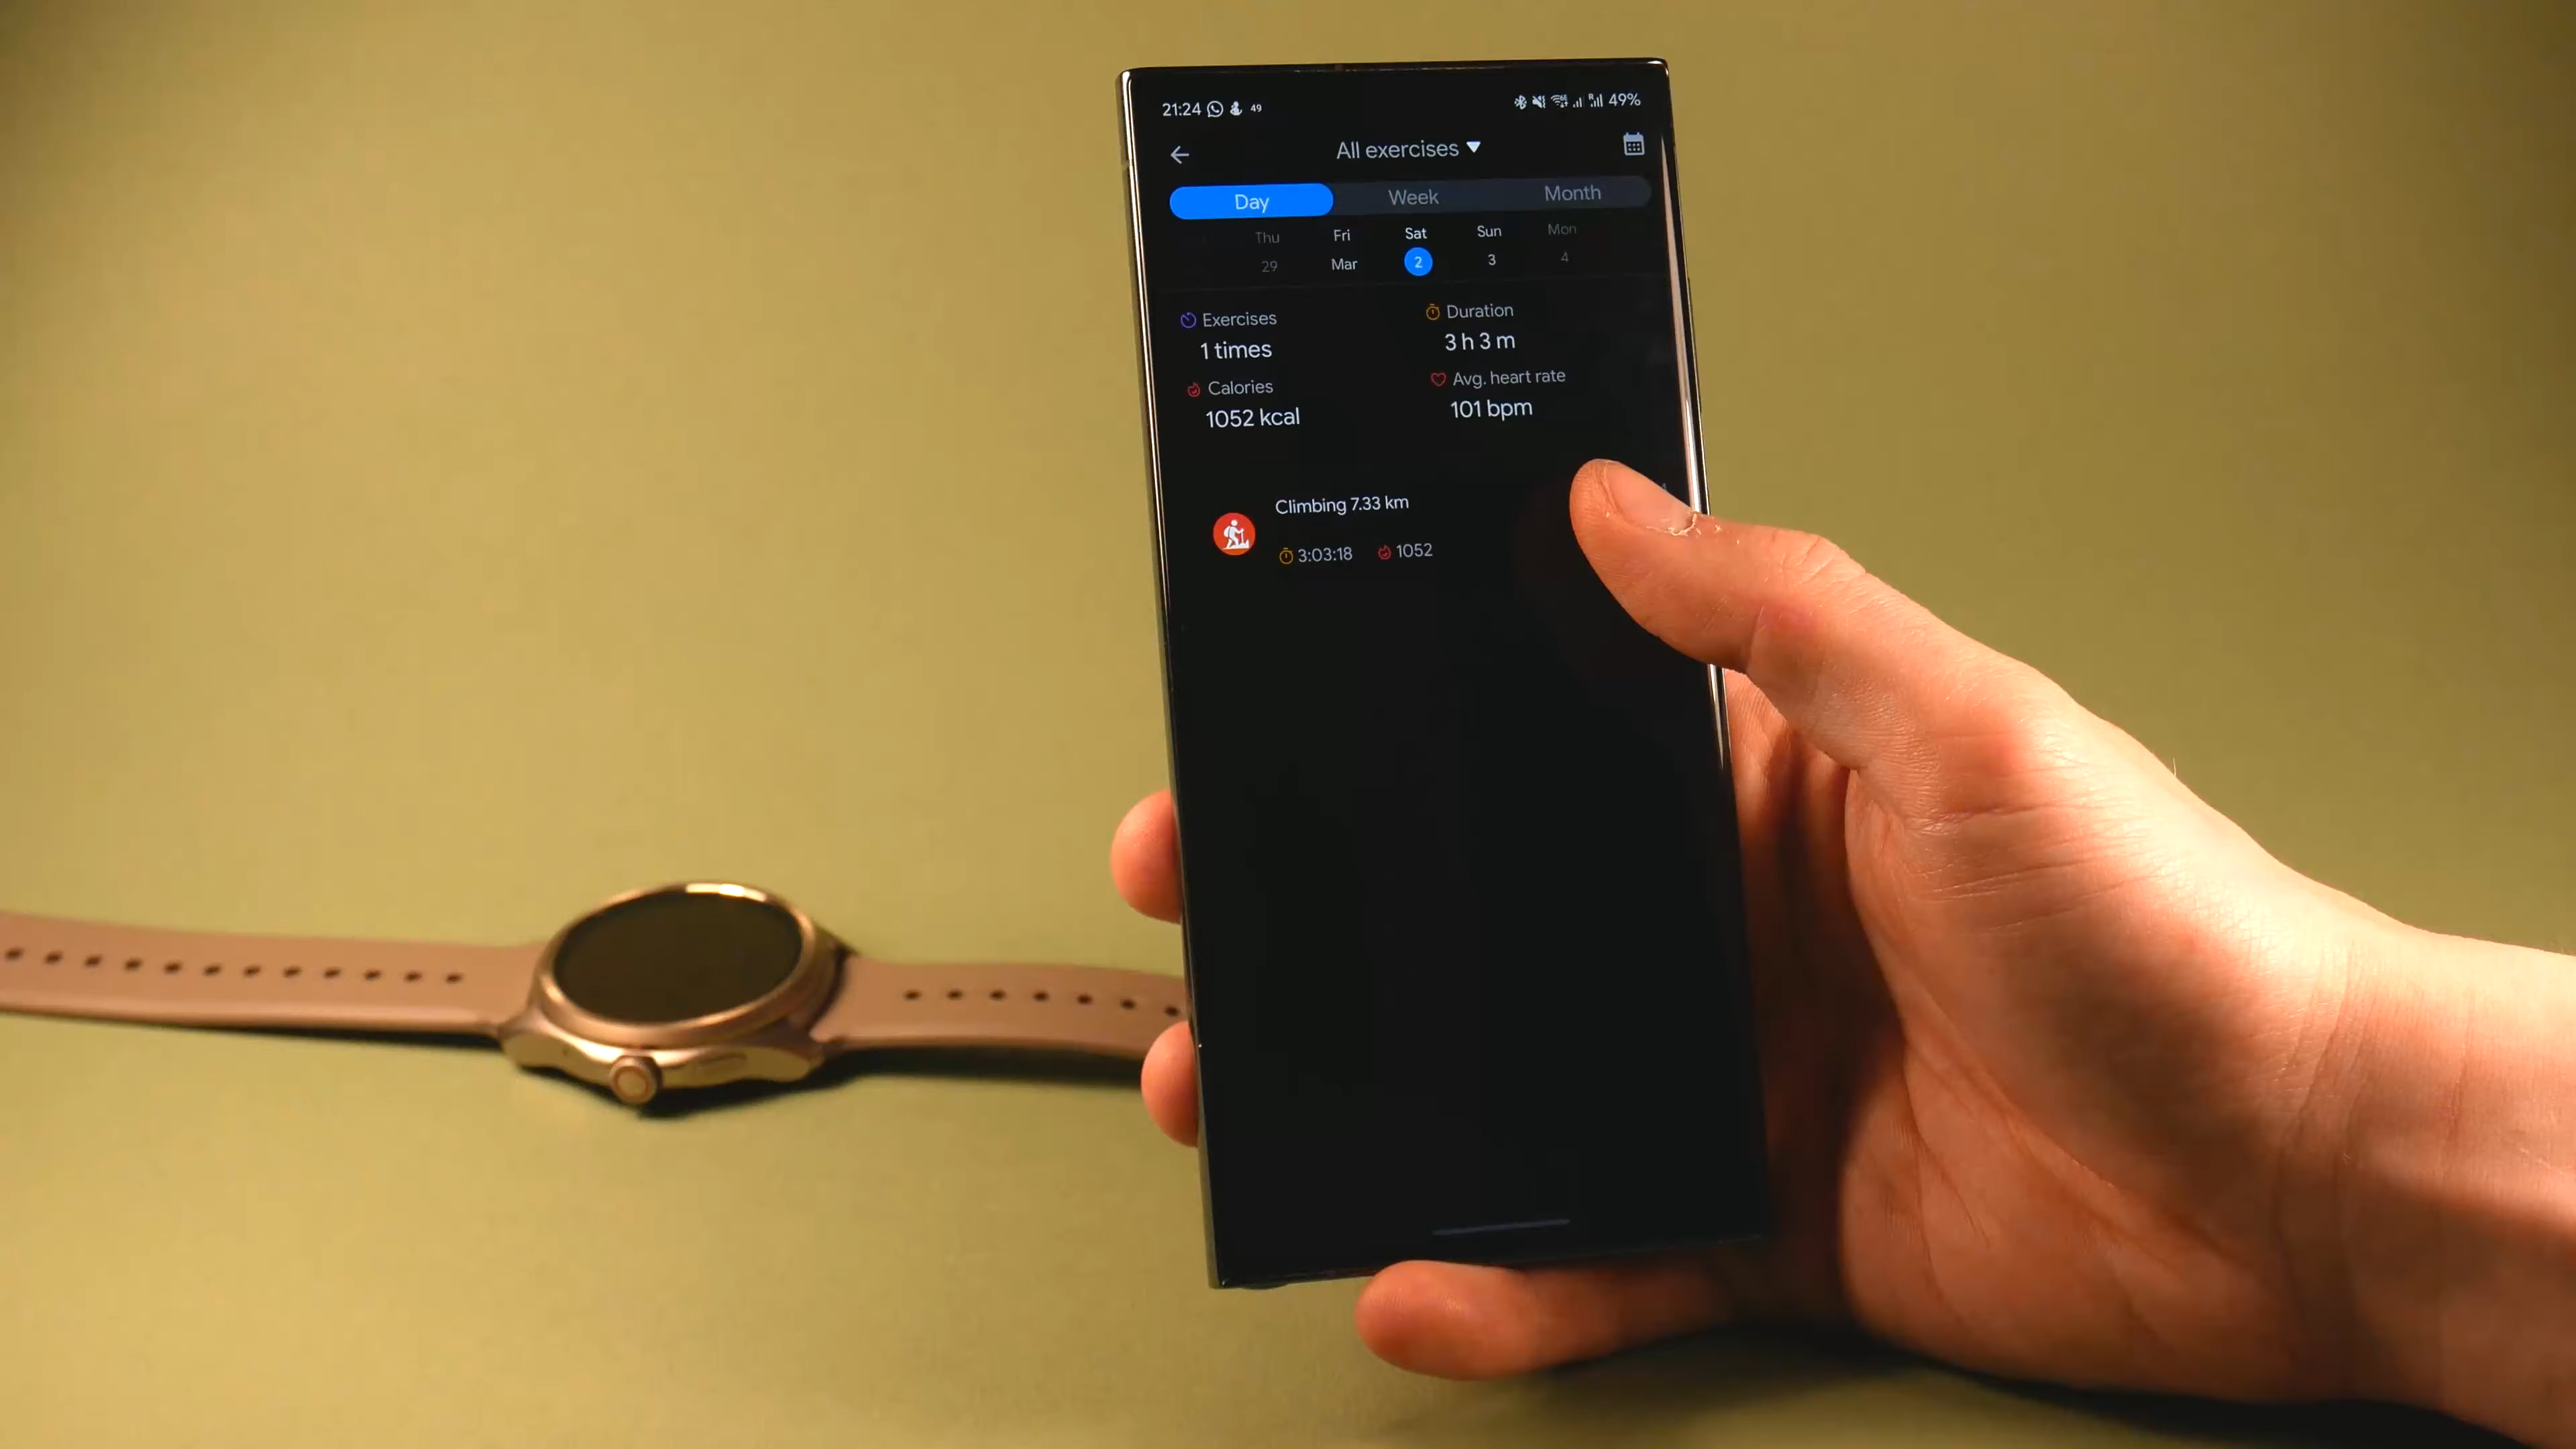 21:24 49 49%
All exercises
Day Week Month
Thu Fri Sat Sun Mon
29 Mar 2 3 4
Exercises Duration
1 times 3 h 3 m
Calories Avg. heart rate
1052 kcal 101 bpm
Climbing 7.33 km
3:03:18 1052